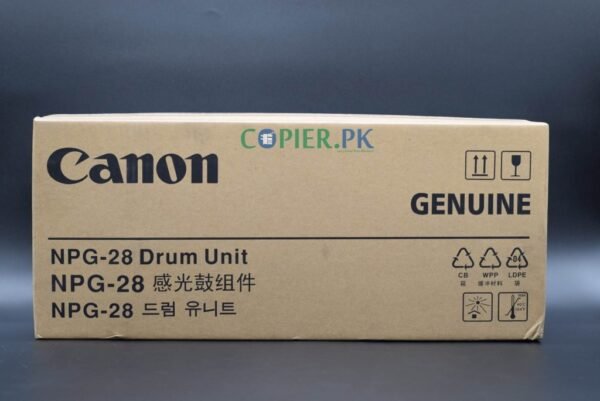 COPIER.PK
Canon
GENUINE
NPG-28 Drum Unit
NPG-28 感光鼓组件
NPG-28 드럼 유니트
CB WPP LDPE
04